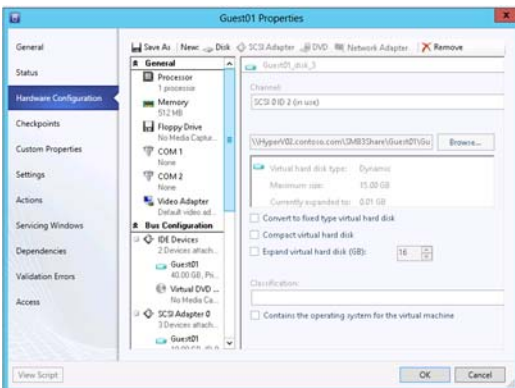 Guest01 Properties
General
Status
Hardware Configuration
Checkpoints
Custom Properties
Settings
Actions
Servicing Windows
Dependencies
Validation Errors
Access
Save As New: Disk SCSI Adapter DVD Network Adapter Remove
General
Processor
1 processor
Memory
512 MB
Floppy Drive
No Media Captur...
COM 1
None
COM 2
None
Video Adapter
Default video ad...
Bus Configuration
IDE Devices
2 Devices attach...
Guest01
40.00 GB, Pri...
Virtual DVD ...
No Media Ca...
SCSI Adapter 0
3 Devices attach...
Guest01
Guest01_disk_3
Channel:
SCSI 0 ID 2 (in use)
\\HyperV02.contoso.com\SMB3Share\Guest01\Gu
Browse...
Virtual hard disk type: Dynamic
Maximum size: 15.00 GB
Currently expanded to: 0.01 GB
Convert to fixed type virtual hard disk
Compact virtual hard disk
Expand virtual hard disk (GB): 16
Classification:
Contains the operating system for the virtual machine
View Script
OK
Cancel